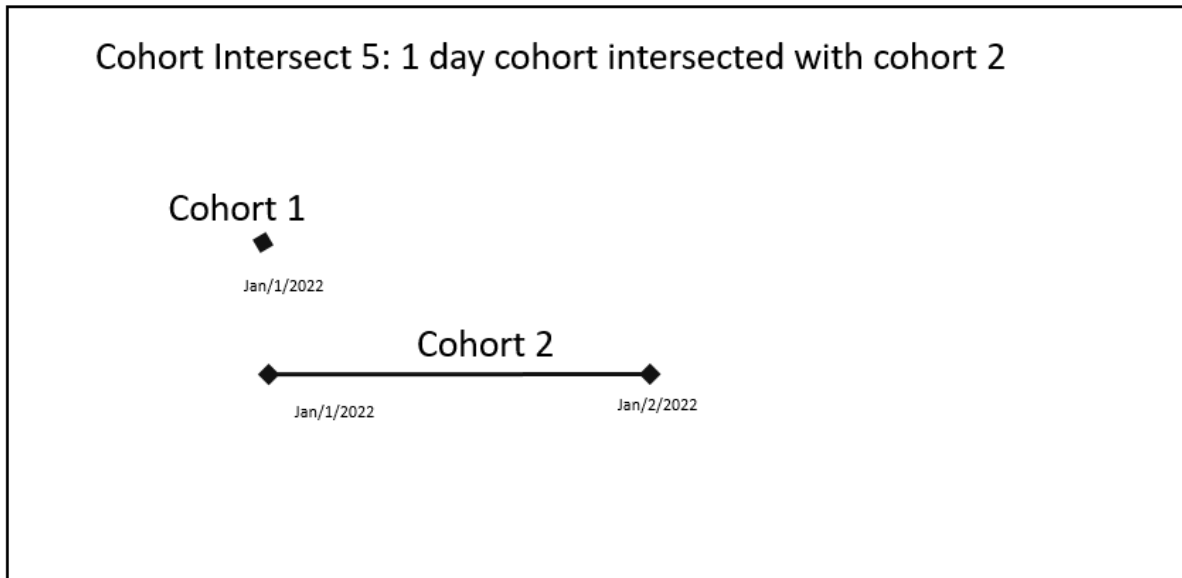 Cohort Intersect 5: 1 day cohort intersected with cohort 2
Cohort 1
Jan/1/2022
Cohort 2
Jan/1/2022
Jan/2/2022